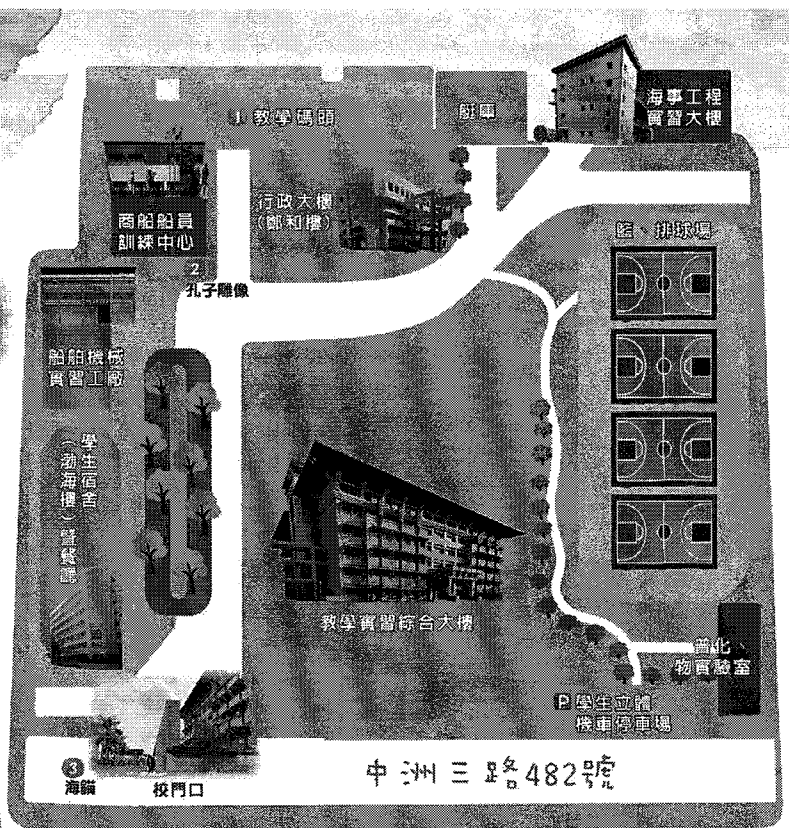 1 教學碼頭
艇庫
海事工程
實習大樓
商船船員
訓練中心
行政大樓
(鄭和樓)
籃、排球場
2
孔子雕像
船舶機械
實習工廠
學生宿舍
(渤海樓)暨餐廳
教學實習綜合大樓
普化
物實驗室
P 學生立體
機車停車場
3
海錨
校門口
中洲三路482號